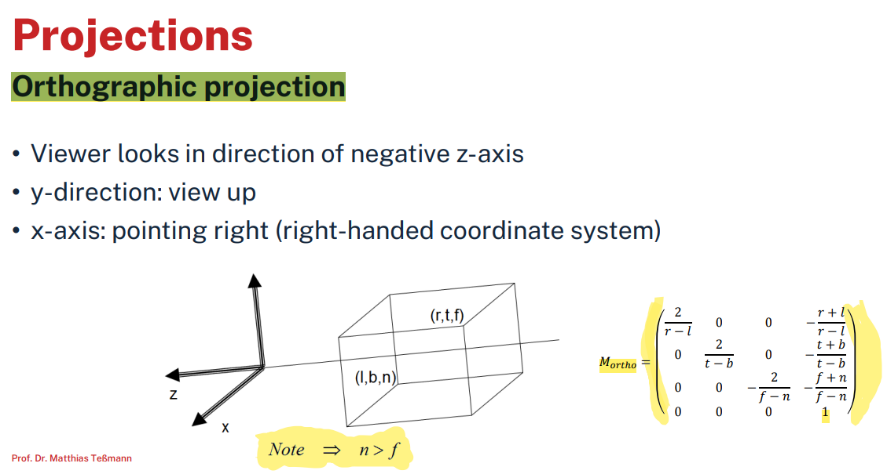 Projections
Orthographic projection
• Viewer looks in direction of negative z-axis
• y-direction: view up
• x-axis: pointing right (right-handed coordinate system)
(r,t,f)
(l,b,n)
z
x
Note ⇒ n > f
M_ortho =
2/(r − l) 0 0 −(r + l)/(r − l)
0 2/(t − b) 0 −(t + b)/(t − b)
0 0 −2/(f − n) −(f + n)/(f − n)
0 0 0 1
Prof. Dr. Matthias Teßmann